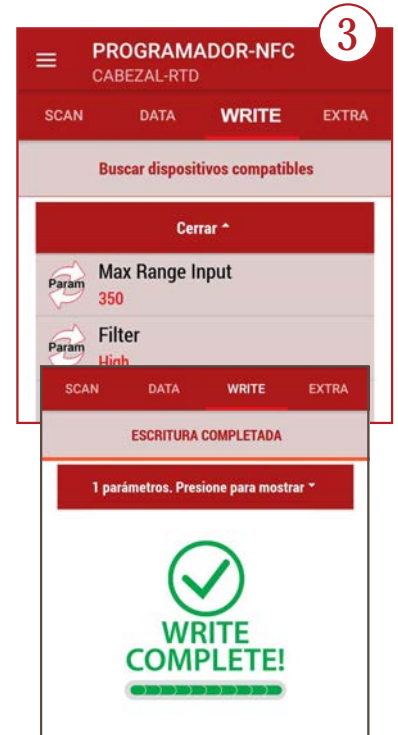 3
PROGRAMADOR-NFC
CABEZAL-RTD
SCAN DATA WRITE EXTRA
Buscar dispositivos compatibles
Cerrar
Param Max Range Input
350
Param Filter
High
SCAN DATA WRITE EXTRA
ESCRITURA COMPLETADA
1 parámetros. Presione para mostrar
WRITE
COMPLETE!